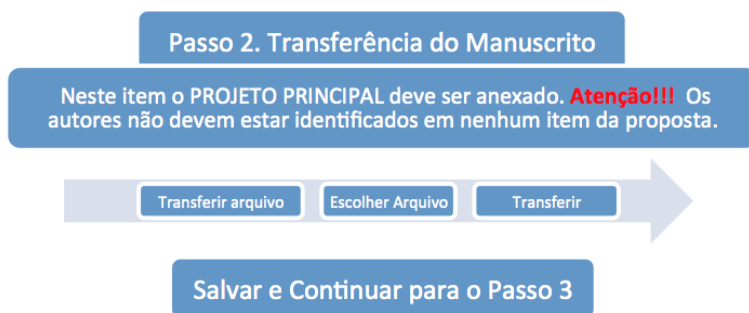 Passo 2. Transferência do Manuscrito
Neste item o PROJETO PRINCIPAL deve ser anexado. Atenção!!! Os
autores não devem estar identificados em nenhum item da proposta.
Transferir arquivo
Escolher Arquivo
Transferir
Salvar e Continuar para o Passo 3